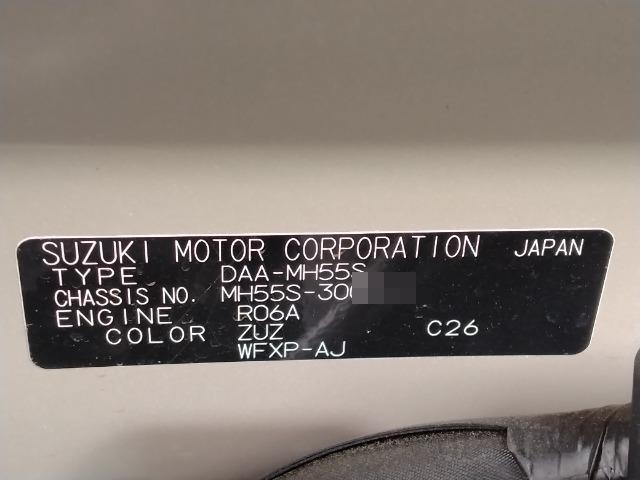 SUZUKI MOTOR CORPORATION JAPAN
TYPE DAA-MH55S
CHASSIS NO. MH55S-30
ENGINE R06A
COLOR ZUZ C26
WFXP-AJ